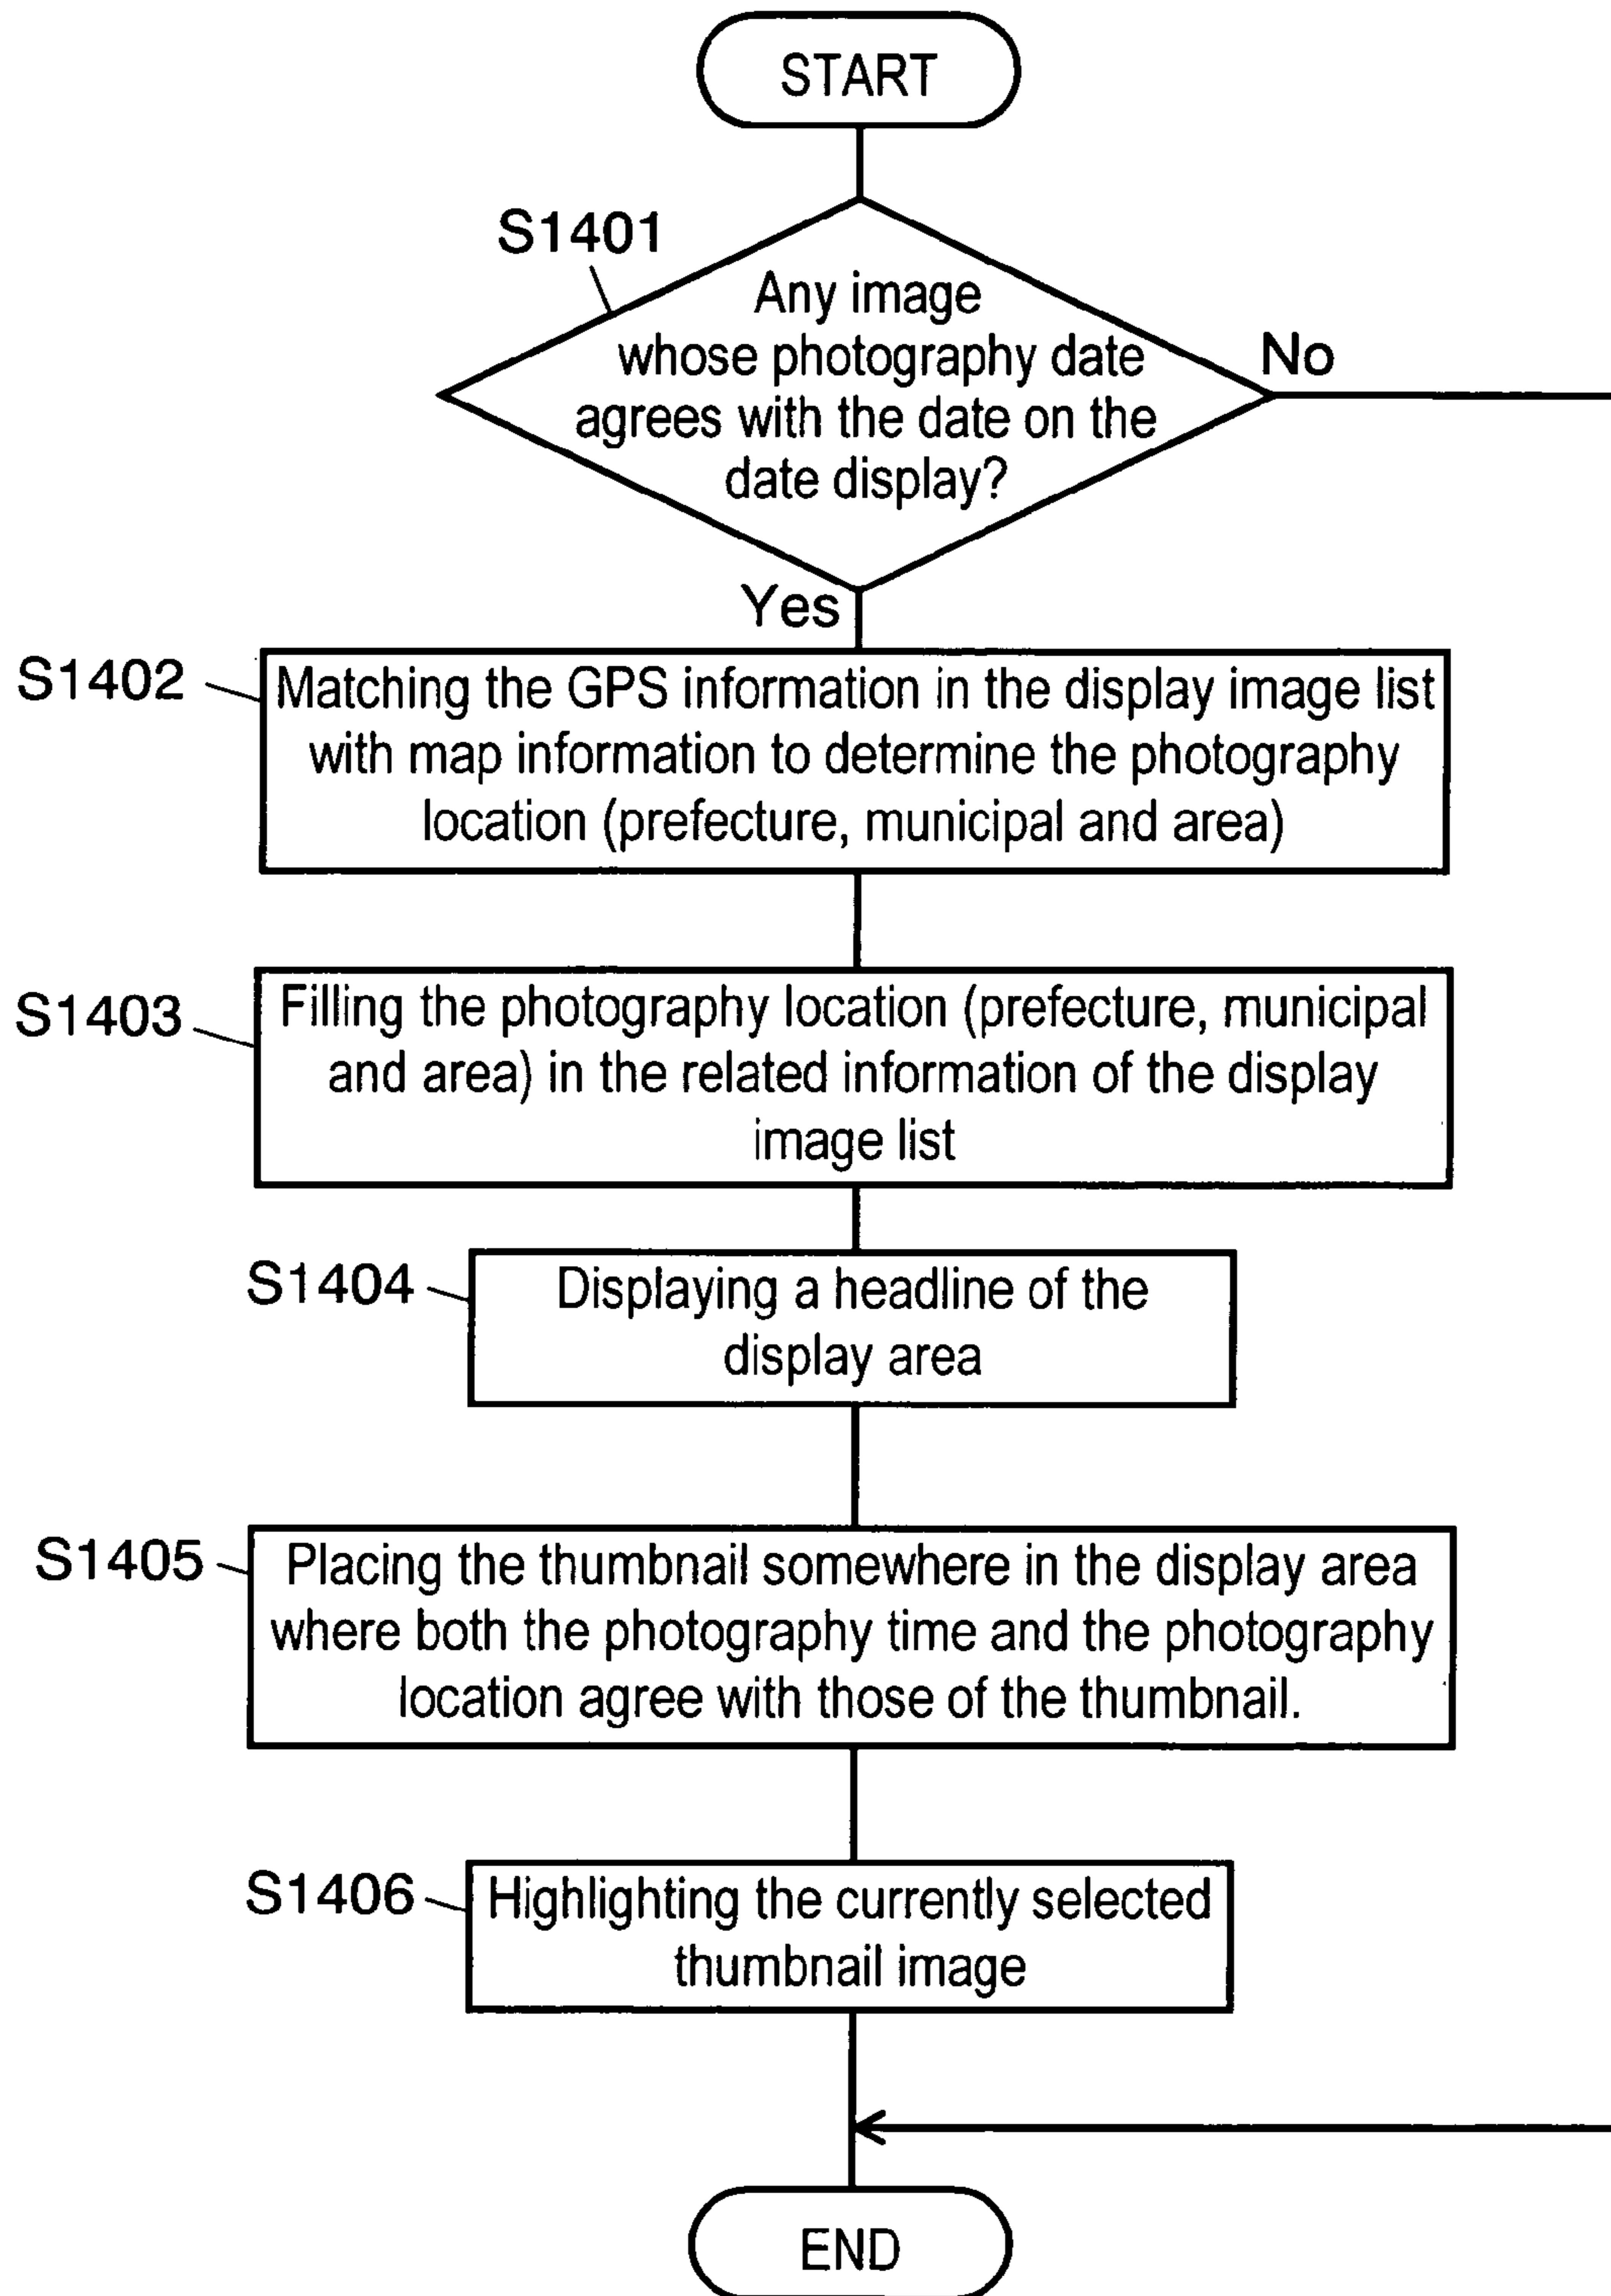 START
S1401
Any image
whose photography date
agrees with the date on the
date display?
No
Yes
S1402
Matching the GPS information in the display image list
with map information to determine the photography
location (prefecture, municipal and area)
S1403
Filling the photography location (prefecture, municipal
and area) in the related information of the display
image list
S1404
Displaying a headline of the
display area
S1405
Placing the thumbnail somewhere in the display area
where both the photography time and the photography
location agree with those of the thumbnail.
S1406
Highlighting the currently selected
thumbnail image
END